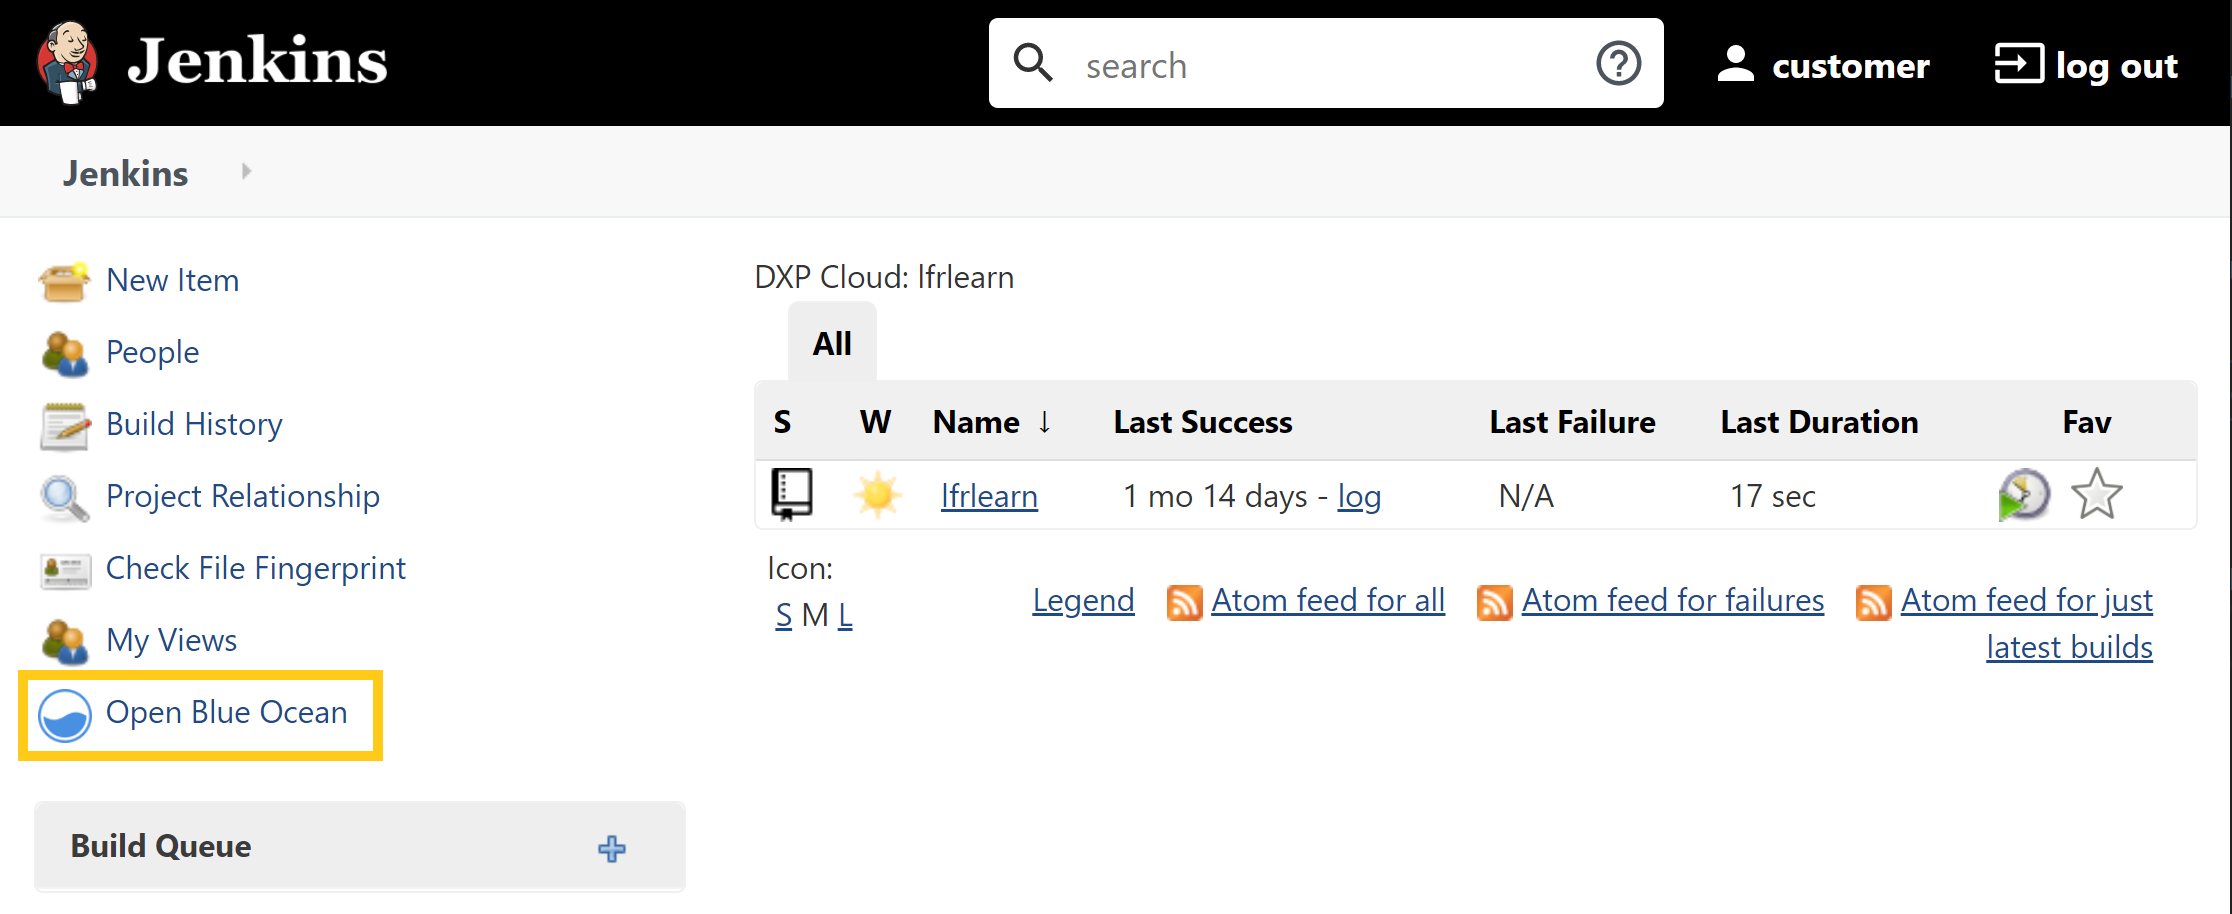 Jenkins
search
customer
log out
Jenkins
New Item
People
Build History
Project Relationship
Check File Fingerprint
My Views
Open Blue Ocean
Build Queue
DXP Cloud: lfrlearn
All
S W Name ↓ Last Success Last Failure Last Duration Fav
lfrlearn 1 mo 14 days - log N/A 17 sec
Icon:
S M L
Legend
Atom feed for all
Atom feed for failures
Atom feed for just
latest builds